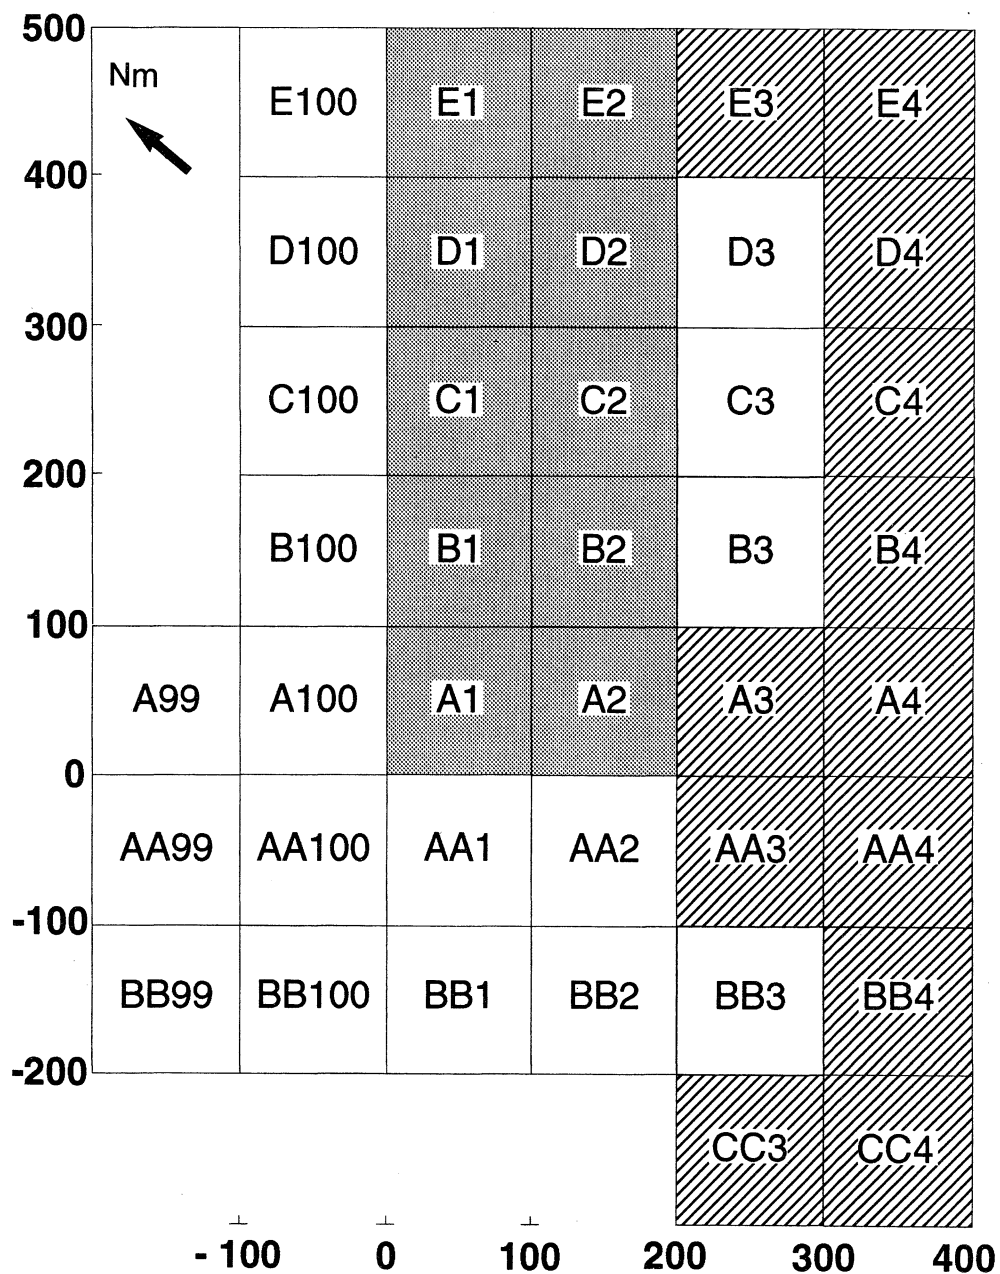 500
Nm
E100 E1 E2 E3 E4
400
D100 D1 D2 D3 D4
300
C100 C1 C2 C3 C4
200
B100 B1 B2 B3 B4
100
A99 A100 A1 A2 A3 A4
0
AA99 AA100 AA1 AA2 AA3 AA4
-100
BB99 BB100 BB1 BB2 BB3 BB4
-200
CC3 CC4
- 100 0 100 200 300 400